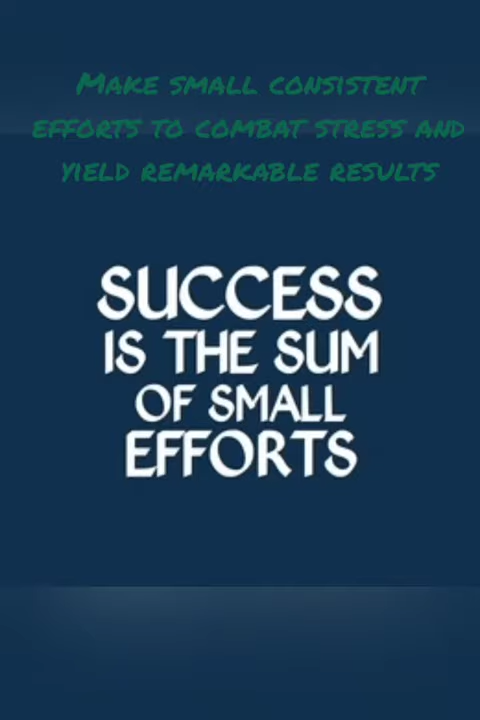 Make small consistent
efforts to combat stress and
yield remarkable results
SUCCESS
IS THE SUM
OF SMALL
EFFORTS